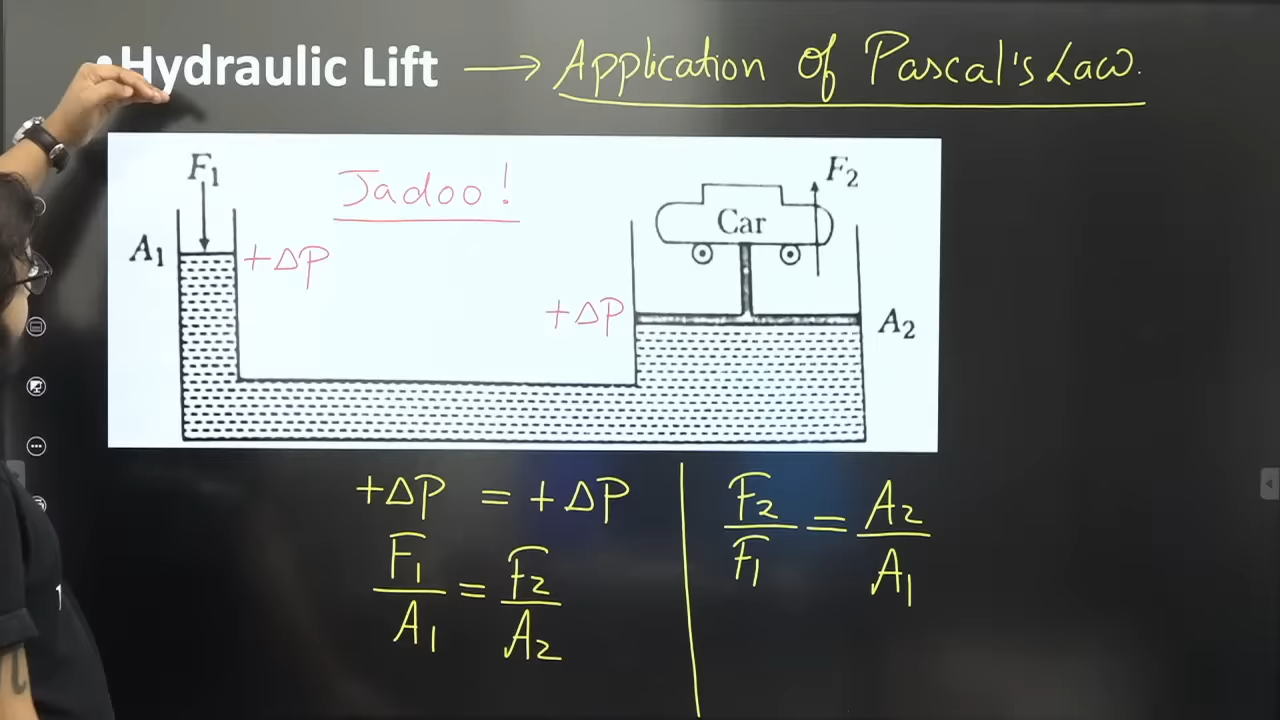 •Hydraulic Lift → Application Of Pascal's Law.
F₁
Jadoo!
F₂
Car
A₁
+ΔP
+ΔP
A₂
+ΔP = +ΔP
F₁/A₁ = F₂/A₂
F₂/F₁ = A₂/A₁